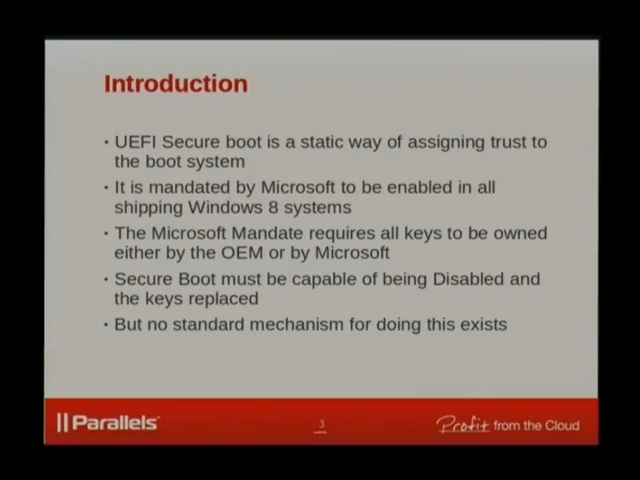 Introduction
· UEFI Secure boot is a static way of assigning trust to
the boot system
· It is mandated by Microsoft to be enabled in all
shipping Windows 8 systems
· The Microsoft Mandate requires all keys to be owned
either by the OEM or by Microsoft
· Secure Boot must be capable of being Disabled and
the keys replaced
· But no standard mechanism for doing this exists
Parallels™
3
Profit from the Cloud